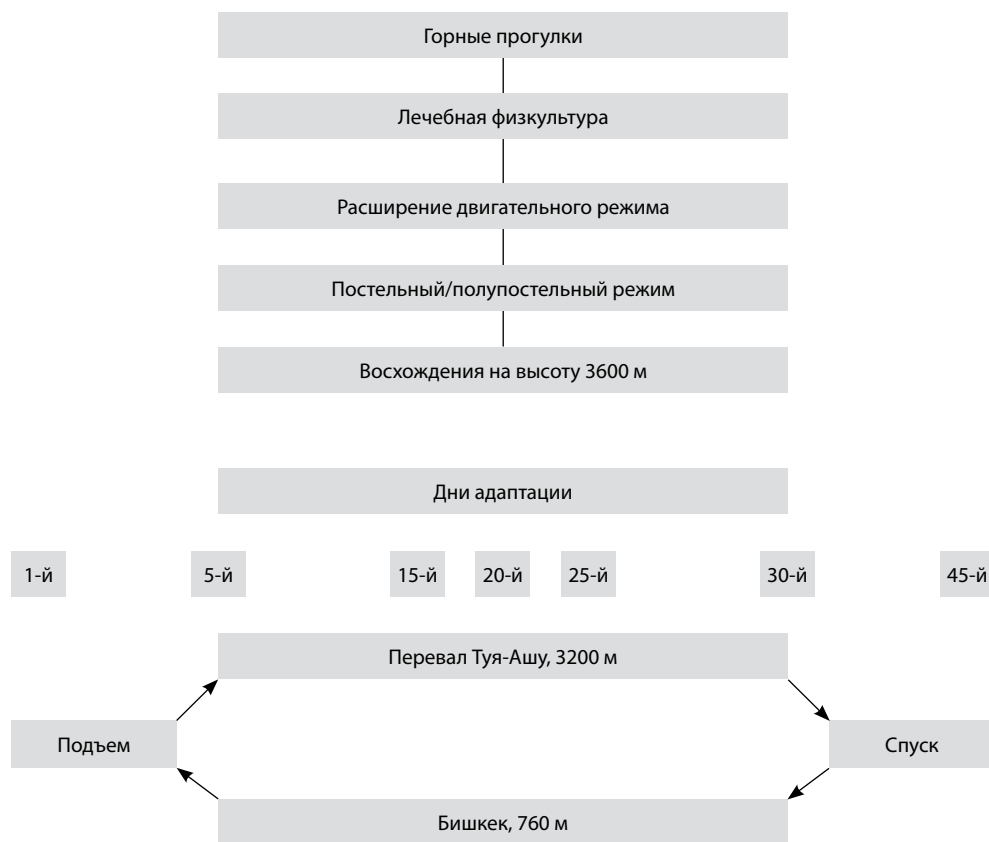 Горные прогулки
Лечебная физкультура
Расширение двигательного режима
Постельный/полупостельный режим
Восхождения на высоту 3600 м
Дни адаптации
1-й 5-й 15-й 20-й 25-й 30-й 45-й
Перевал Туя-Ашу, 3200 м
Подъем Спуск
Бишкек, 760 м